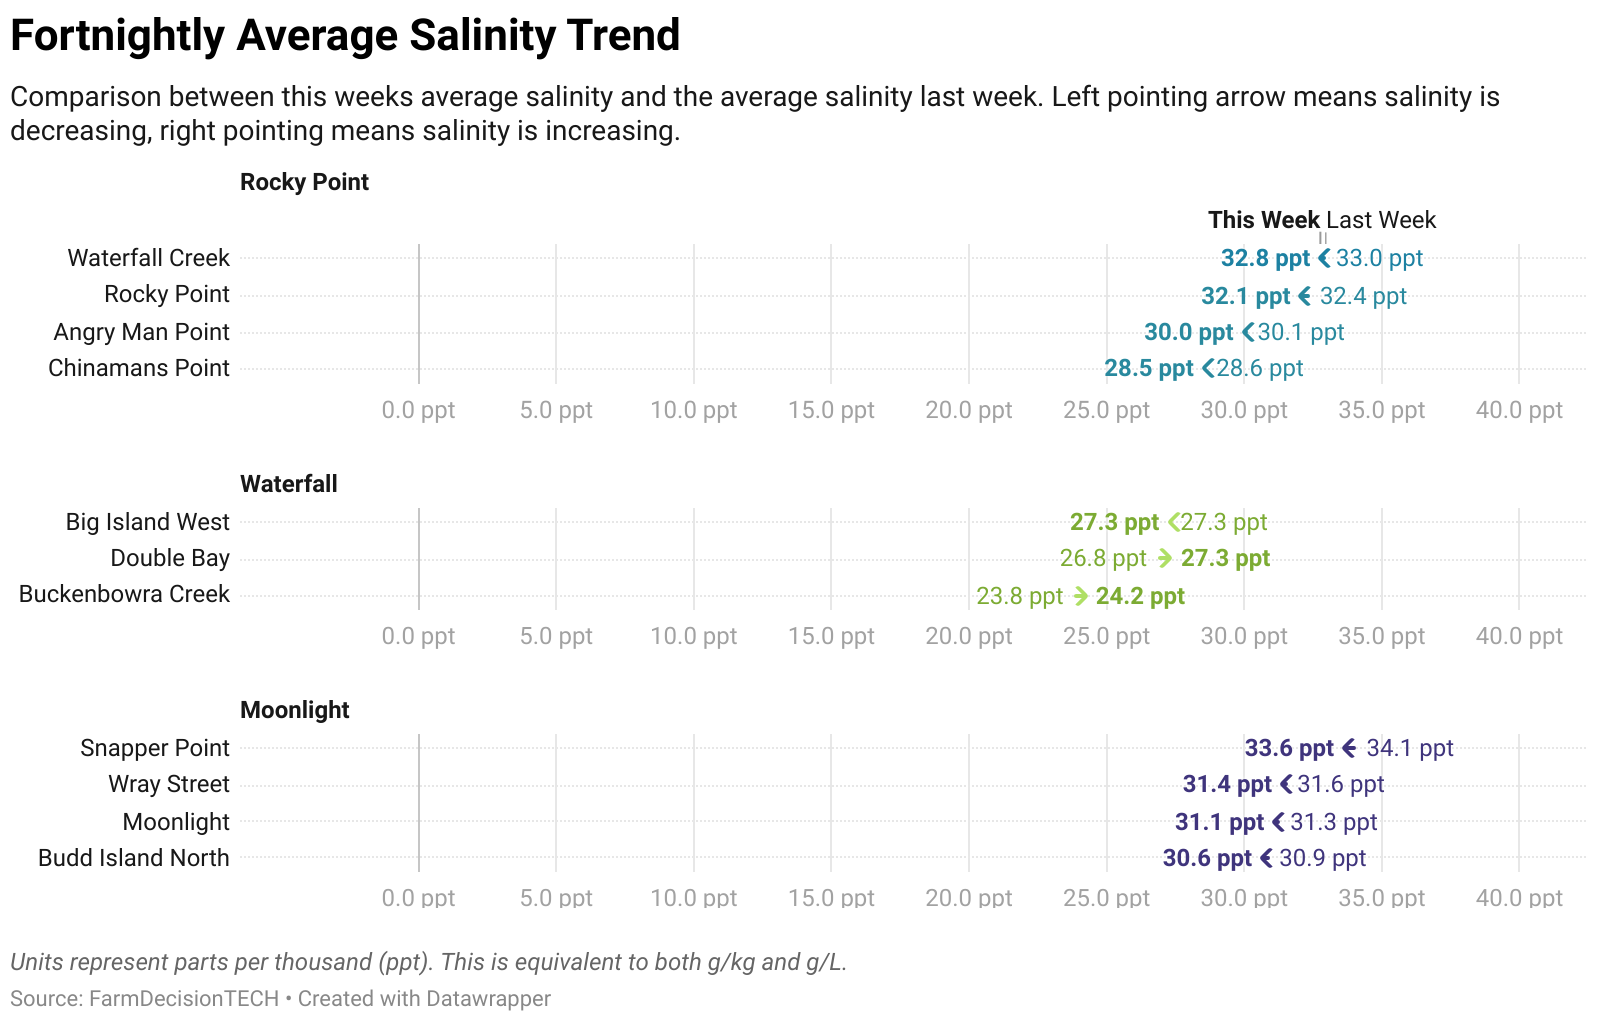 Fortnightly Average Salinity Trend
Comparison between this weeks average salinity and the average salinity last week. Left pointing arrow means salinity is
decreasing, right pointing means salinity is increasing.
Rocky Point
This Week Last Week
Waterfall Creek 32.8 ppt 33.0 ppt
Rocky Point 32.1 ppt 32.4 ppt
Angry Man Point 30.0 ppt 30.1 ppt
Chinamans Point 28.5 ppt 28.6 ppt
0.0 ppt 5.0 ppt 10.0 ppt 15.0 ppt 20.0 ppt 25.0 ppt 30.0 ppt 35.0 ppt 40.0 ppt
Waterfall
Big Island West 27.3 ppt 27.3 ppt
Double Bay 26.8 ppt 27.3 ppt
Buckenbowra Creek 23.8 ppt 24.2 ppt
0.0 ppt 5.0 ppt 10.0 ppt 15.0 ppt 20.0 ppt 25.0 ppt 30.0 ppt 35.0 ppt 40.0 ppt
Moonlight
Snapper Point 33.6 ppt 34.1 ppt
Wray Street 31.4 ppt 31.6 ppt
Moonlight 31.1 ppt 31.3 ppt
Budd Island North 30.6 ppt 30.9 ppt
0.0 ppt 5.0 ppt 10.0 ppt 15.0 ppt 20.0 ppt 25.0 ppt 30.0 ppt 35.0 ppt 40.0 ppt
Units represent parts per thousand (ppt). This is equivalent to both g/kg and g/L.
Source: FarmDecisionTECH • Created with Datawrapper